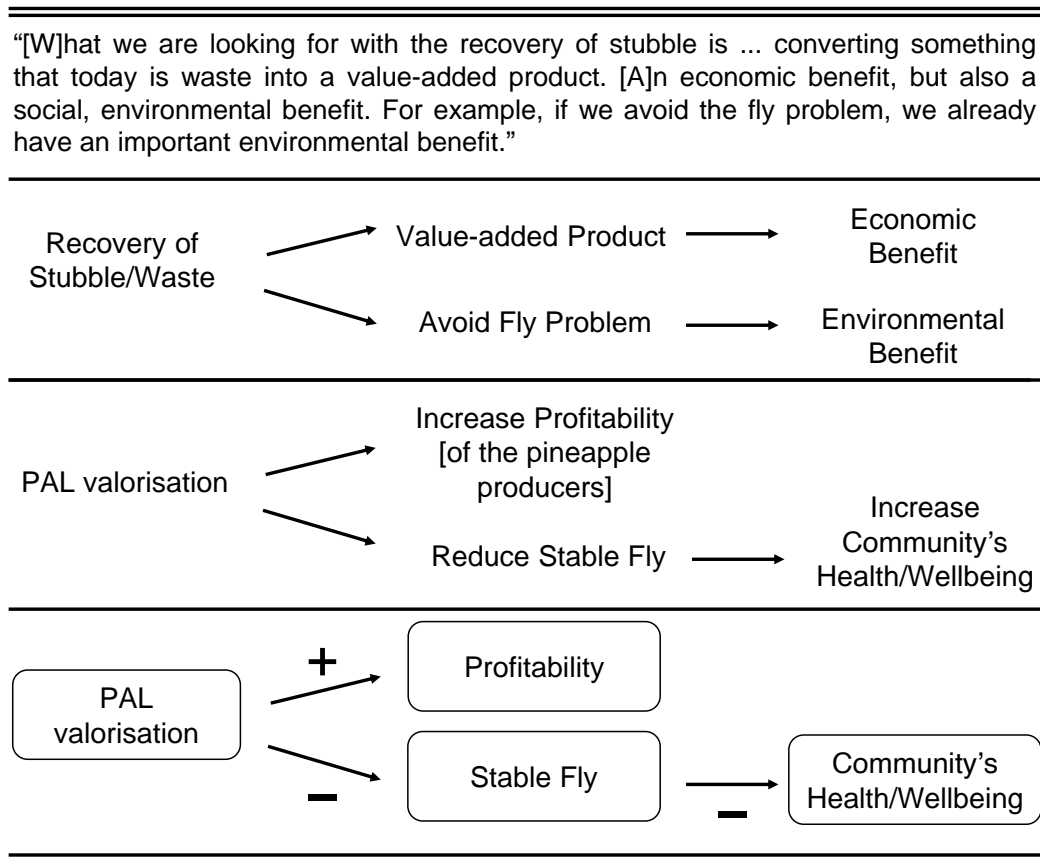 “[W]hat we are looking for with the recovery of stubble is ... converting something
that today is waste into a value-added product. [A]n economic benefit, but also a
social, environmental benefit. For example, if we avoid the fly problem, we already
have an important environmental benefit.”
Recovery of
Stubble/Waste
Value-added Product
Economic
Benefit
Avoid Fly Problem
Environmental
Benefit
PAL valorisation
Increase Profitability
[of the pineapple
producers]
Reduce Stable Fly
Increase
Community’s
Health/Wellbeing
PAL
valorisation
+
Profitability
–
Stable Fly
–
Community’s
Health/Wellbeing